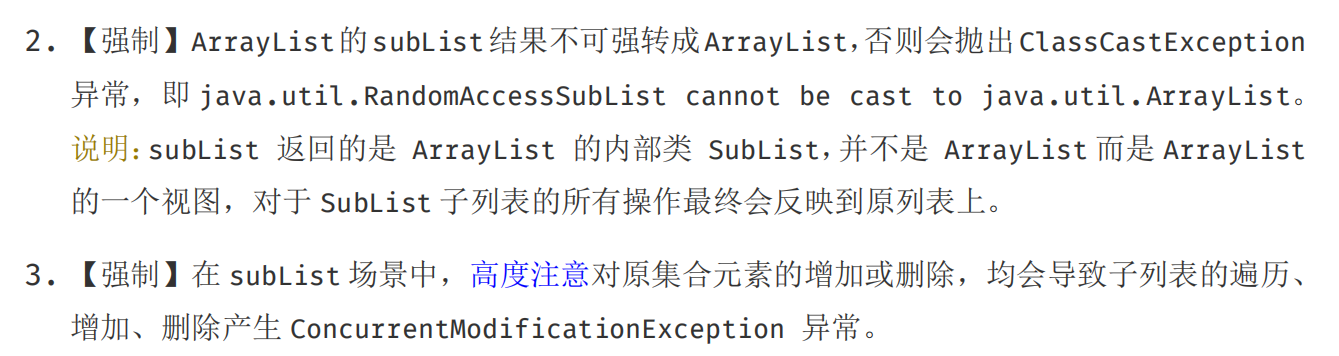 2. 【强制】ArrayList的subList结果不可强转成ArrayList,否则会抛出ClassCastException
异常，即 java.util.RandomAccessSubList cannot be cast to java.util.ArrayList。
说明:subList 返回的是 ArrayList 的内部类 SubList,并不是 ArrayList 而是 ArrayList
的一个视图，对于 SubList 子列表的所有操作最终会反映到原列表上。
3. 【强制】在 subList 场景中，高度注意对原集合元素的增加或删除，均会导致子列表的遍历、
增加、删除产生 ConcurrentModificationException 异常。